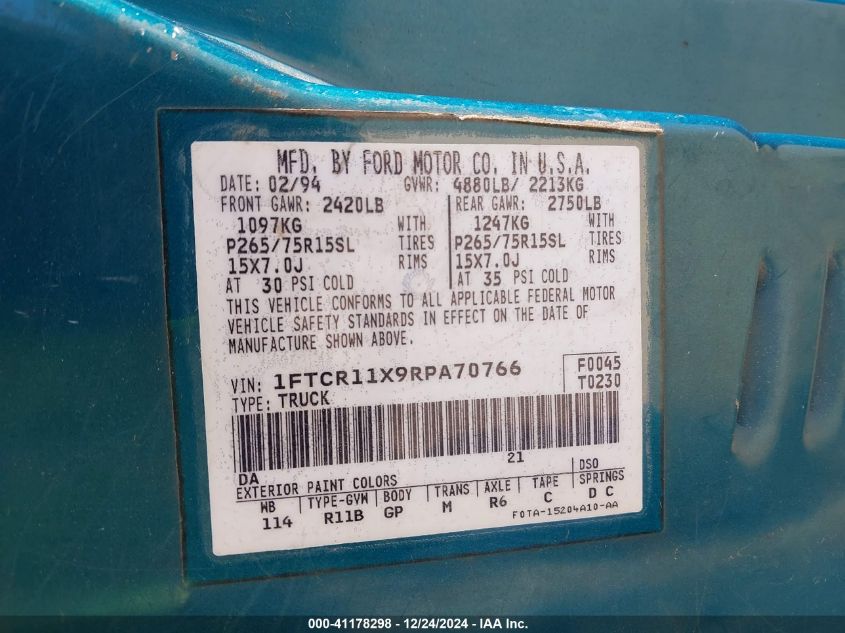 MFD. BY FORD MOTOR CO. IN U.S.A.
DATE: 02/94 GVWR: 4880LB/ 2213KG
FRONT GAWR: 2420LB REAR GAWR: 2750LB
1097KG WITH 1247KG WITH
P265/75R15SL TIRES P265/75R15SL TIRES
15X7.0J RIMS 15X7.0J RIMS
AT 30 PSI COLD AT 35 PSI COLD
THIS VEHICLE CONFORMS TO ALL APPLICABLE FEDERAL MOTOR
VEHICLE SAFETY STANDARDS IN EFFECT ON THE DATE OF
MANUFACTURE SHOWN ABOVE.
VIN: 1FTCR11X9RPA70766 F0045
TYPE: TRUCK T0230
21
DA DSO
EXTERIOR PAINT COLORS
WB TYPE-GVW BODY TRANS AXLE TAPE SPRINGS
114 R11B GP M R6 C D C
F0TA-15204A10-AA
000-41178298 - 12/24/2024 - IAA Inc.